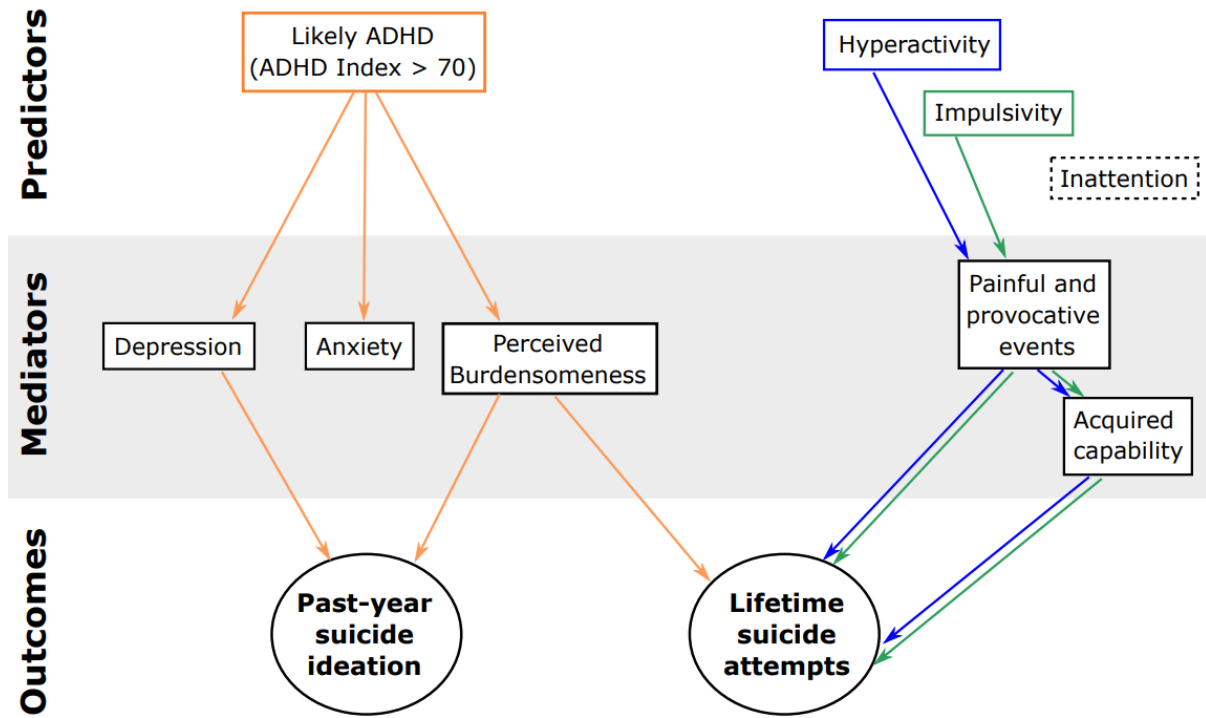 Predictors
Likely ADHD
(ADHD Index > 70)
Hyperactivity
Impulsivity
Inattention
Mediators
Depression
Anxiety
Perceived
Burdensomeness
Painful and
provocative
events
Acquired
capability
Outcomes
Past-year
suicide
ideation
Lifetime
suicide
attempts